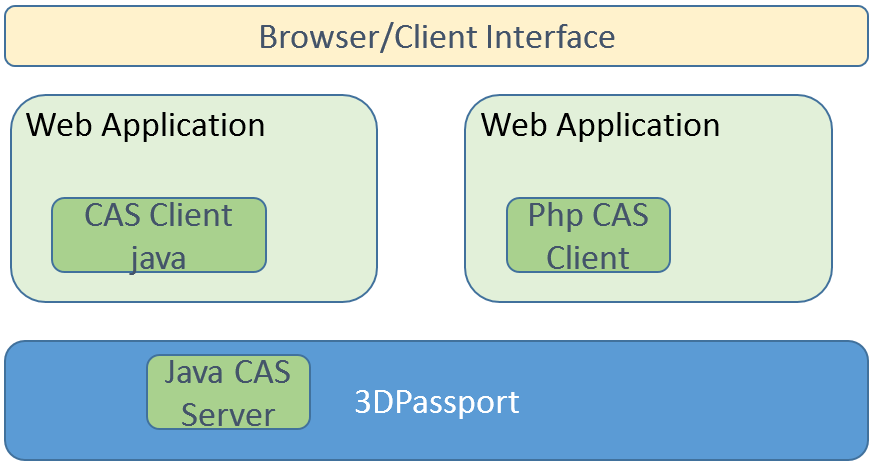 Browser/Client Interface
Web Application
CAS Client
java
Web Application
Php CAS
Client
Java CAS
Server
3DPassport